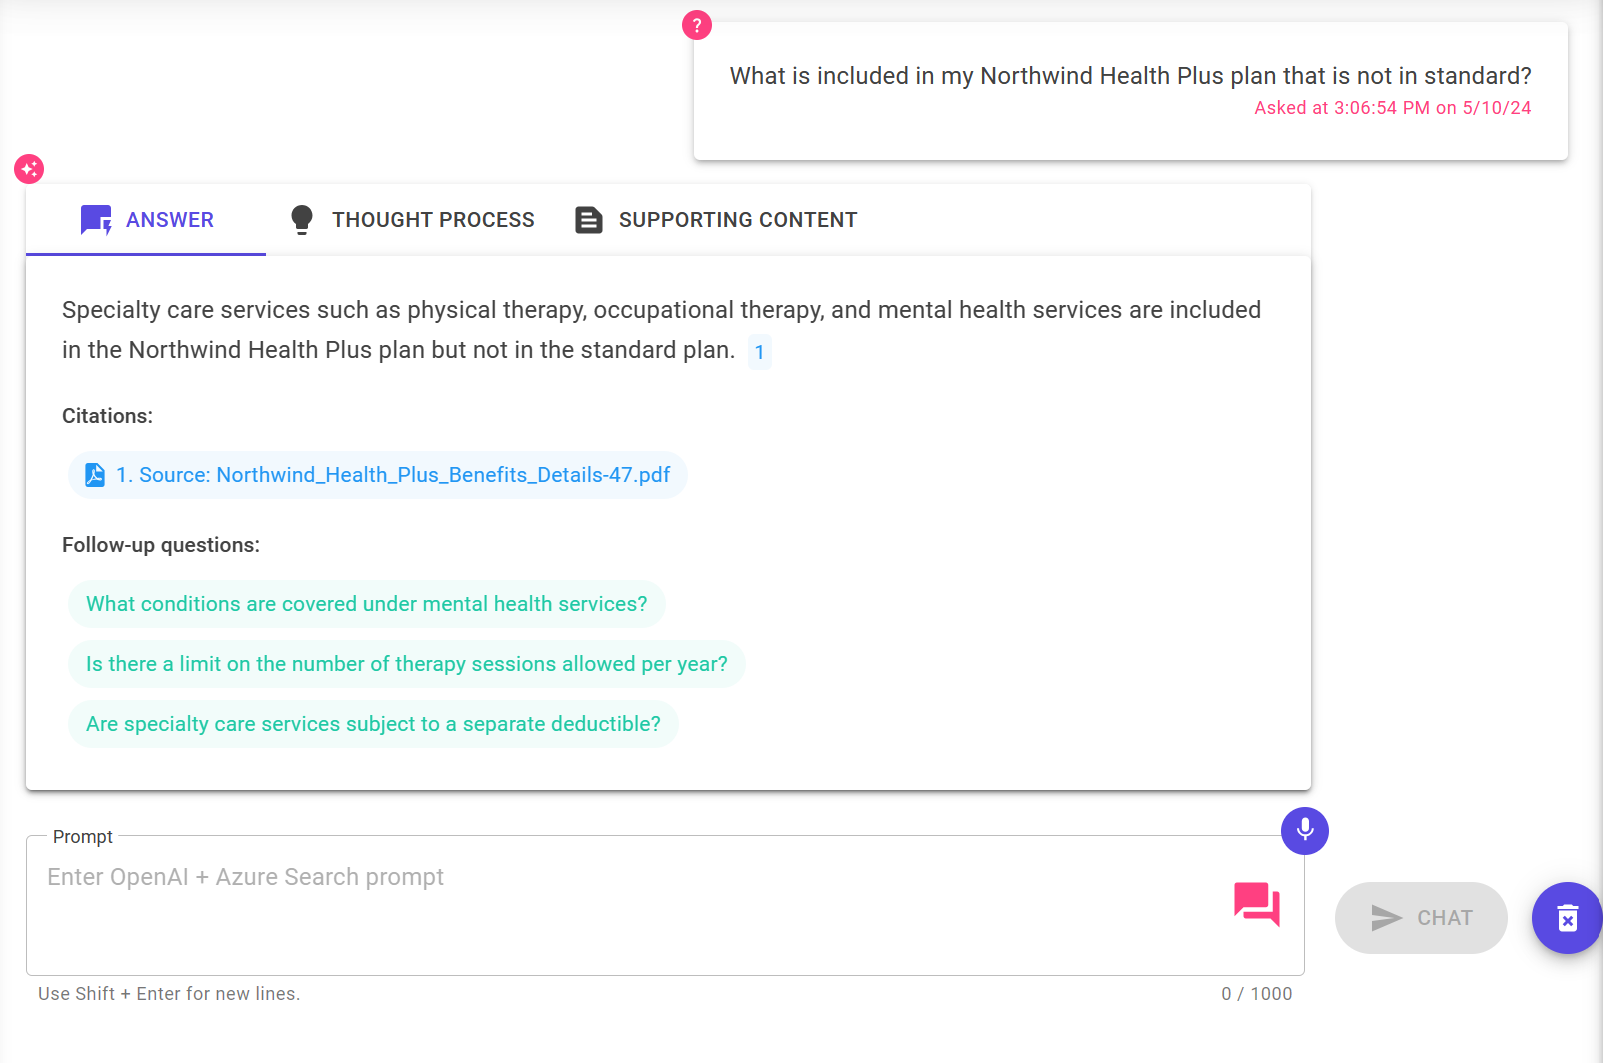 ?
What is included in my Northwind Health Plus plan that is not in standard?
Asked at 3:06:54 PM on 5/10/24
ANSWER THOUGHT PROCESS SUPPORTING CONTENT
Specialty care services such as physical therapy, occupational therapy, and mental health services are included
in the Northwind Health Plus plan but not in the standard plan. 1
Citations:
1. Source: Northwind_Health_Plus_Benefits_Details-47.pdf
Follow-up questions:
What conditions are covered under mental health services?
Is there a limit on the number of therapy sessions allowed per year?
Are specialty care services subject to a separate deductible?
Prompt
Enter OpenAI + Azure Search prompt
CHAT
Use Shift + Enter for new lines. 0 / 1000